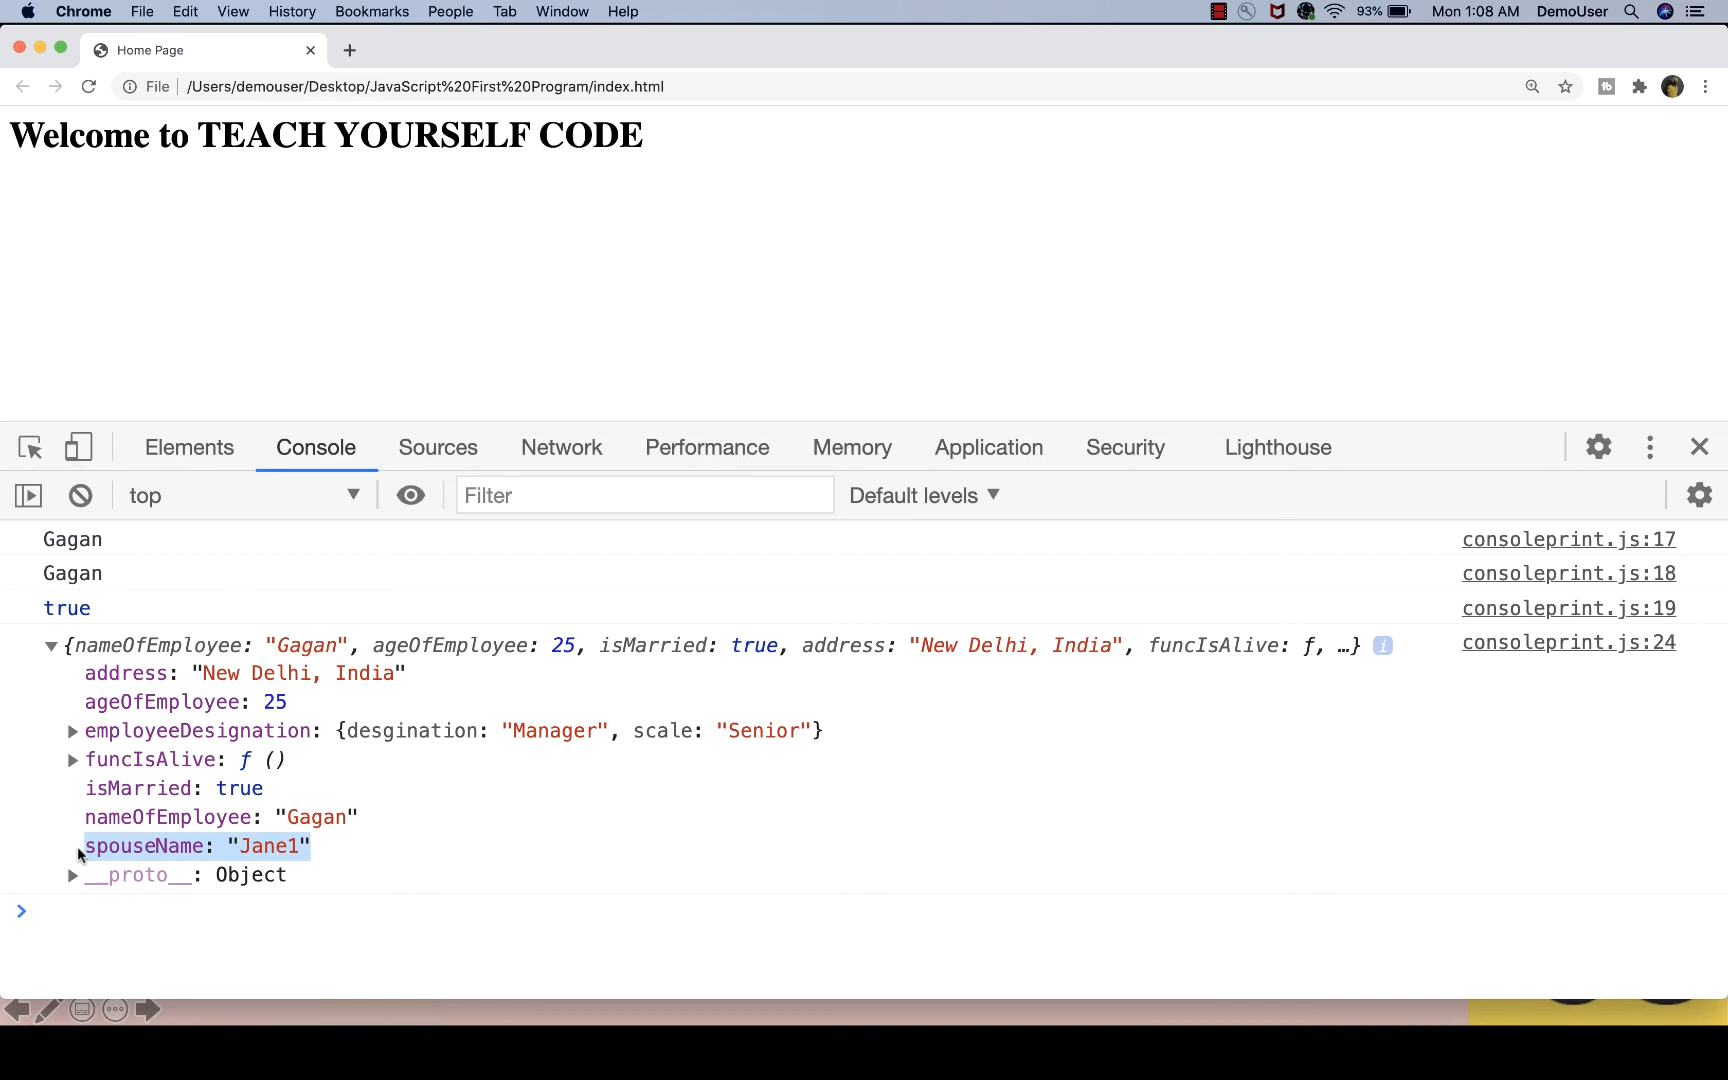 Chrome File Edit View History Bookmarks People Tab Window Help 93% Mon 1:08 AM DemoUser
Home Page
File /Users/demouser/Desktop/JavaScript%20First%20Program/index.html
Welcome to TEACH YOURSELF CODE
Elements Console Sources Network Performance Memory Application Security Lighthouse
top Filter Default levels
Gagan consoleprint.js:17
Gagan consoleprint.js:18
true consoleprint.js:19
{nameOfEmployee: "Gagan", ageOfEmployee: 25, isMarried: true, address: "New Delhi, India", funcIsAlive: ƒ, …} i consoleprint.js:24
address: "New Delhi, India"
ageOfEmployee: 25
employeeDesignation: {desgination: "Manager", scale: "Senior"}
funcIsAlive: ƒ ()
isMarried: true
nameOfEmployee: "Gagan"
spouseName: "Jane1"
__proto__: Object